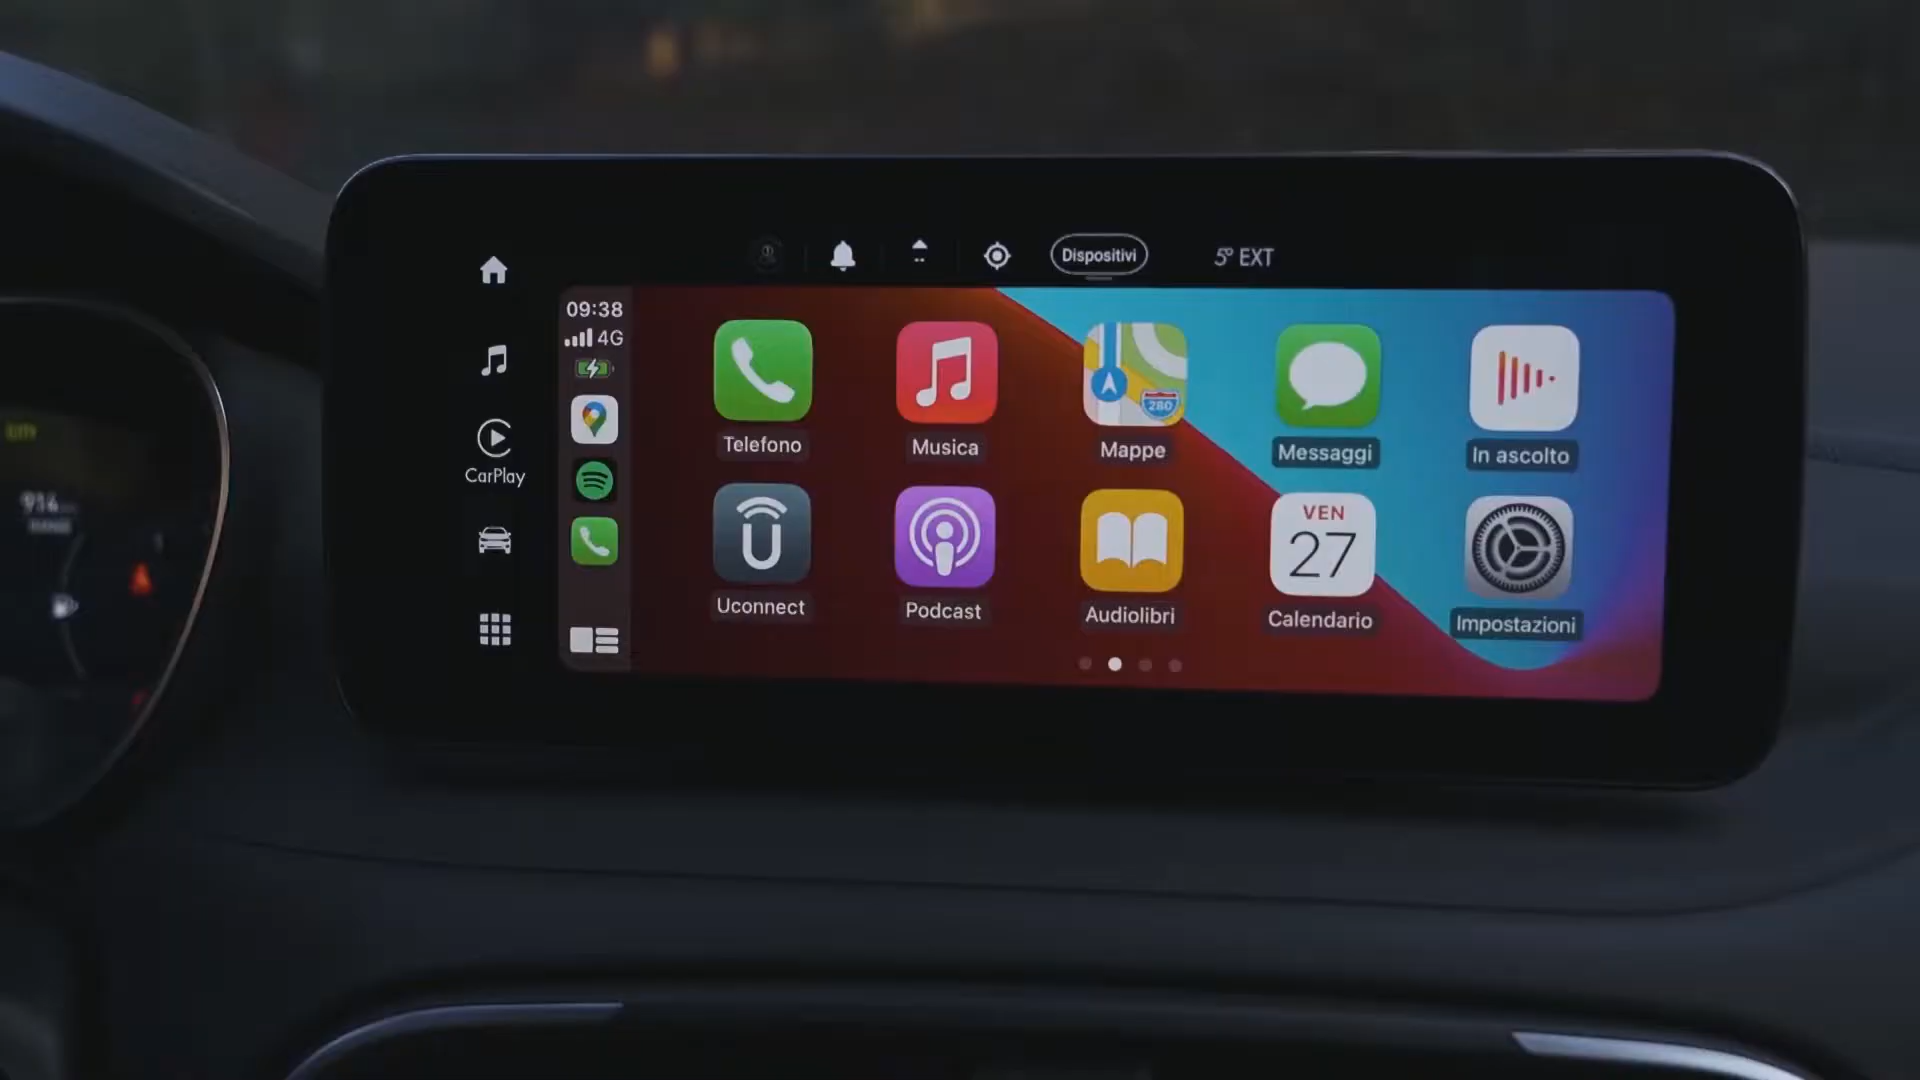 Dispositivi
5° EXT
09:38
4G
CarPlay
Telefono
Musica
280
Mappe
Messaggi
In ascolto
Uconnect
Podcast
Audiolibri
VEN
27
Calendario
Impostazioni
914